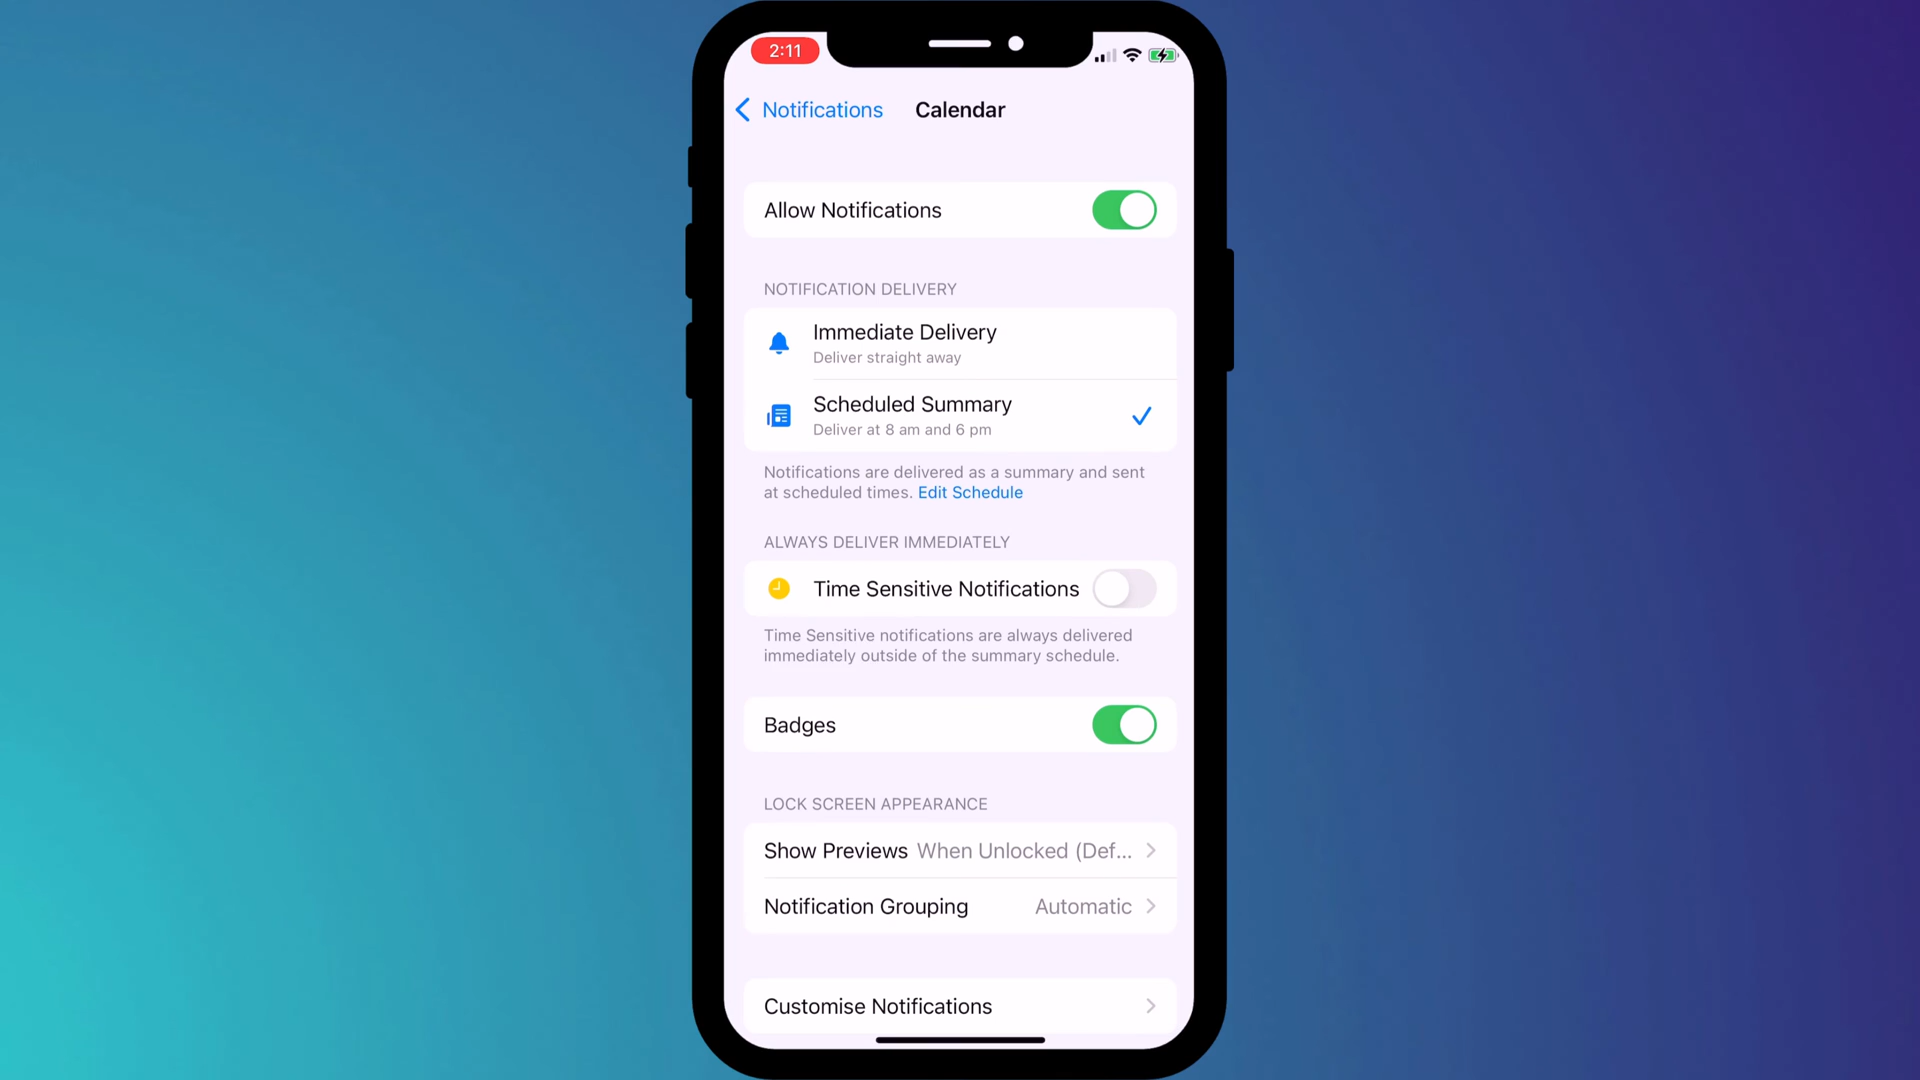 2:11
Notifications
Calendar
Allow Notifications
NOTIFICATION DELIVERY
Immediate Delivery
Deliver straight away
Scheduled Summary
Deliver at 8 am and 6 pm
Notifications are delivered as a summary and sent
at scheduled times. Edit Schedule
ALWAYS DELIVER IMMEDIATELY
Time Sensitive Notifications
Time Sensitive notifications are always delivered
immediately outside of the summary schedule.
Badges
LOCK SCREEN APPEARANCE
Show Previews When Unlocked (Def...
Notification Grouping Automatic
Customise Notifications